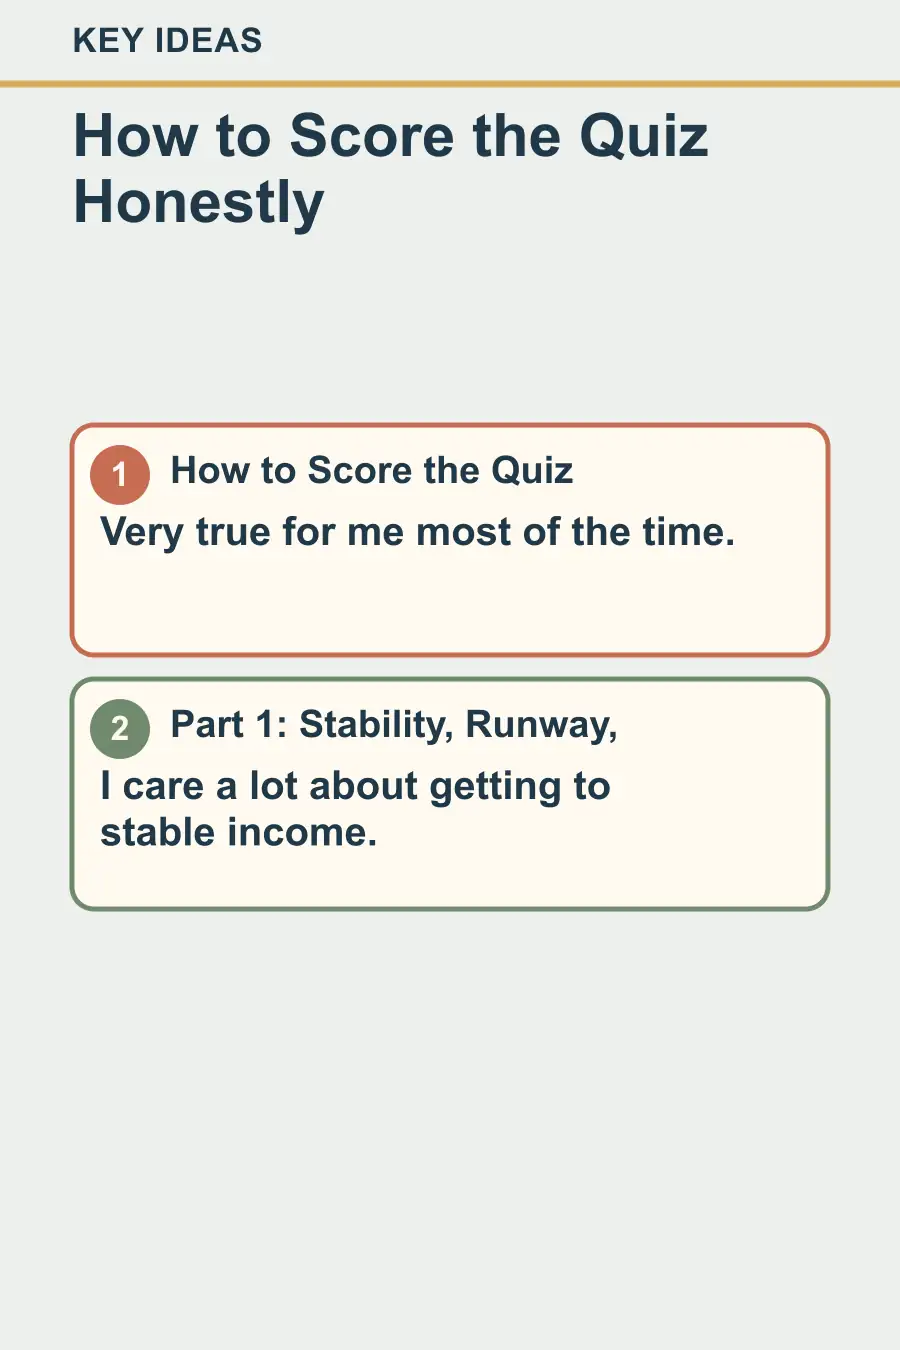 KEY IDEAS
How to Score the Quiz
Honestly
1 How to Score the Quiz
Very true for me most of the time.
2 Part 1: Stability, Runway,
I care a lot about getting to
stable income.